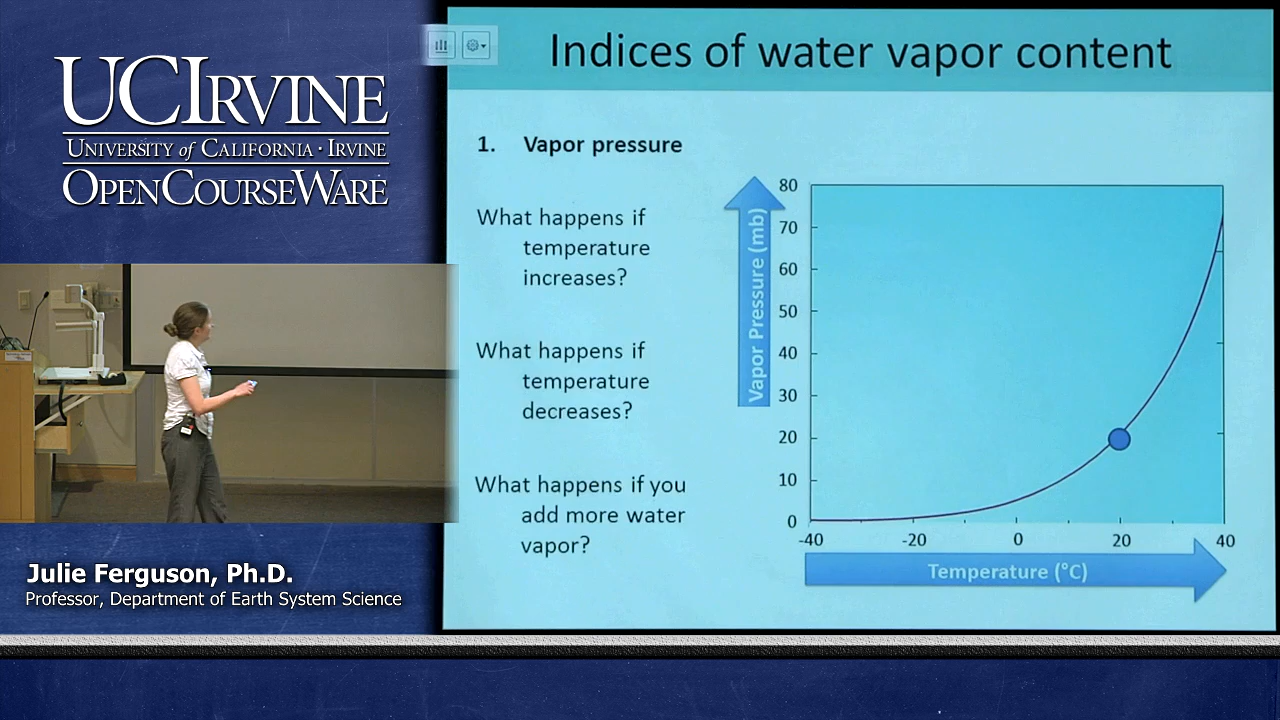 UCIRVINE
UNIVERSITY of CALIFORNIA · IRVINE
OPENCOURSEWARE
Julie Ferguson, Ph.D.
Professor, Department of Earth System Science
Indices of water vapor content
1. Vapor pressure
What happens if
temperature
increases?
What happens if
temperature
decreases?
What happens if you
add more water
vapor?
Vapor Pressure (mb)
80
70
60
50
40
30
20
10
0
-40 -20 0 20 40
Temperature (°C)